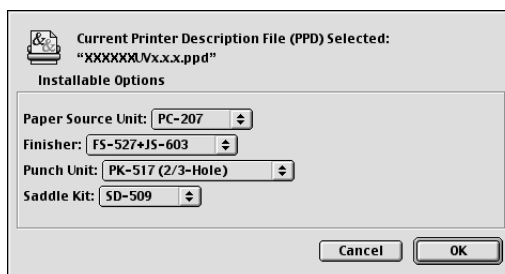 Current Printer Description File (PPD) Selected:
“XXXXXXUVx.x.x.ppd”
Installable Options
Paper Source Unit: PC-207
Finisher: FS-527+JS-603
Punch Unit: PK-517 (2/3-Hole)
Saddle Kit: SD-509
Cancel OK